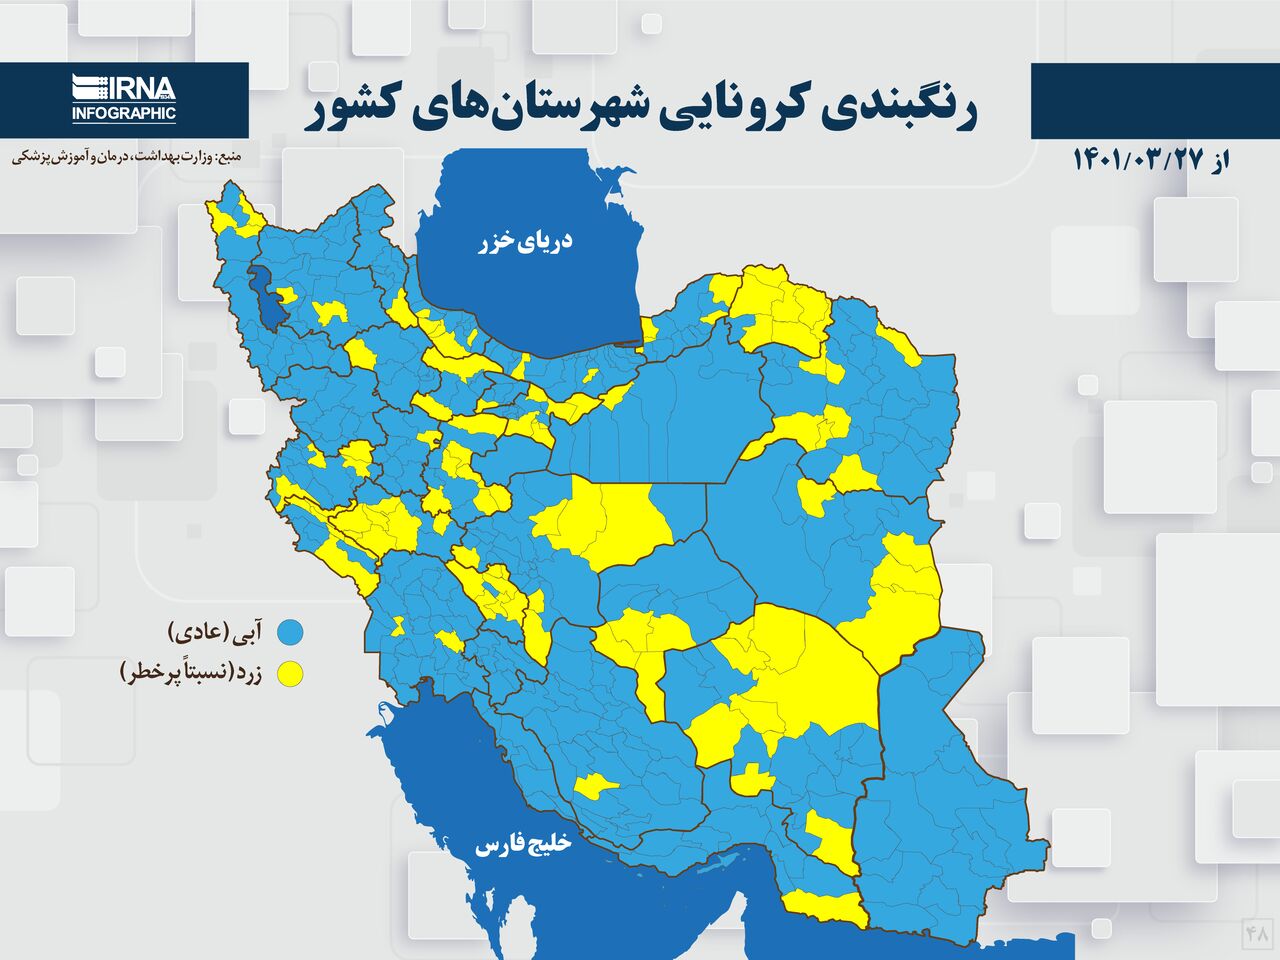 رنگبندی کرونایی شهرستان‌های کشور
IRNA
INFOGRAPHIC
از ۱۴۰۱/۰۳/۲۷
منبع: وزارت بهداشت، درمان و آموزش پزشکی
دریای خزر
آبی (عادی)
زرد (نسبتاً پرخطر)
خلیج فارس
۴۸